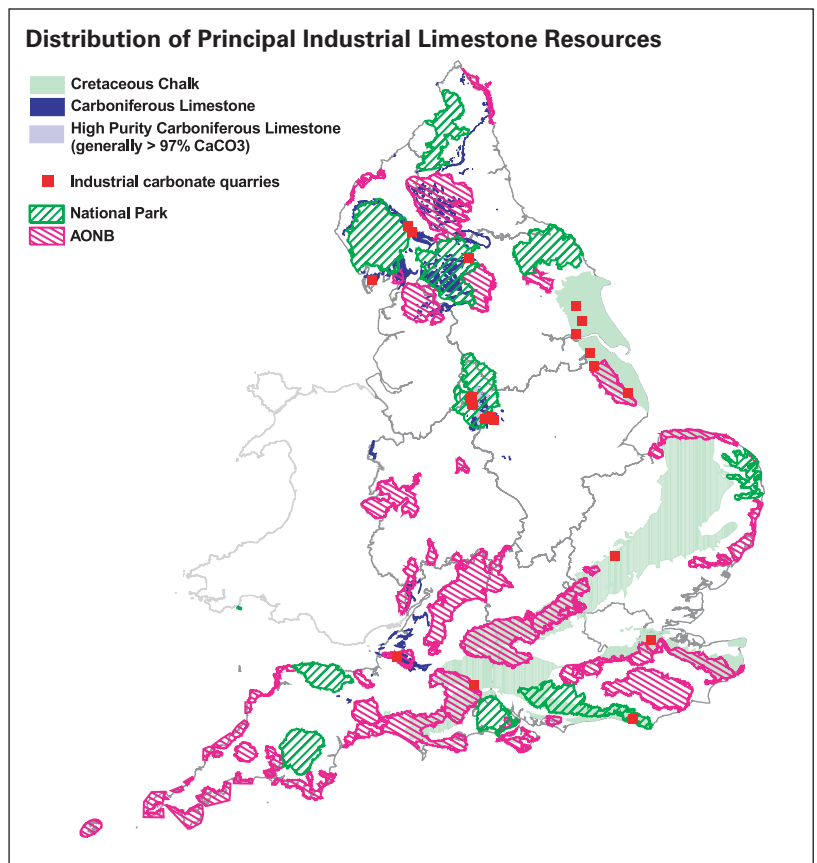 Distribution of Principal Industrial Limestone Resources
Cretaceous Chalk
Carboniferous Limestone
High Purity Carboniferous Limestone
(generally > 97% CaCO3)
Industrial carbonate quarries
National Park
AONB